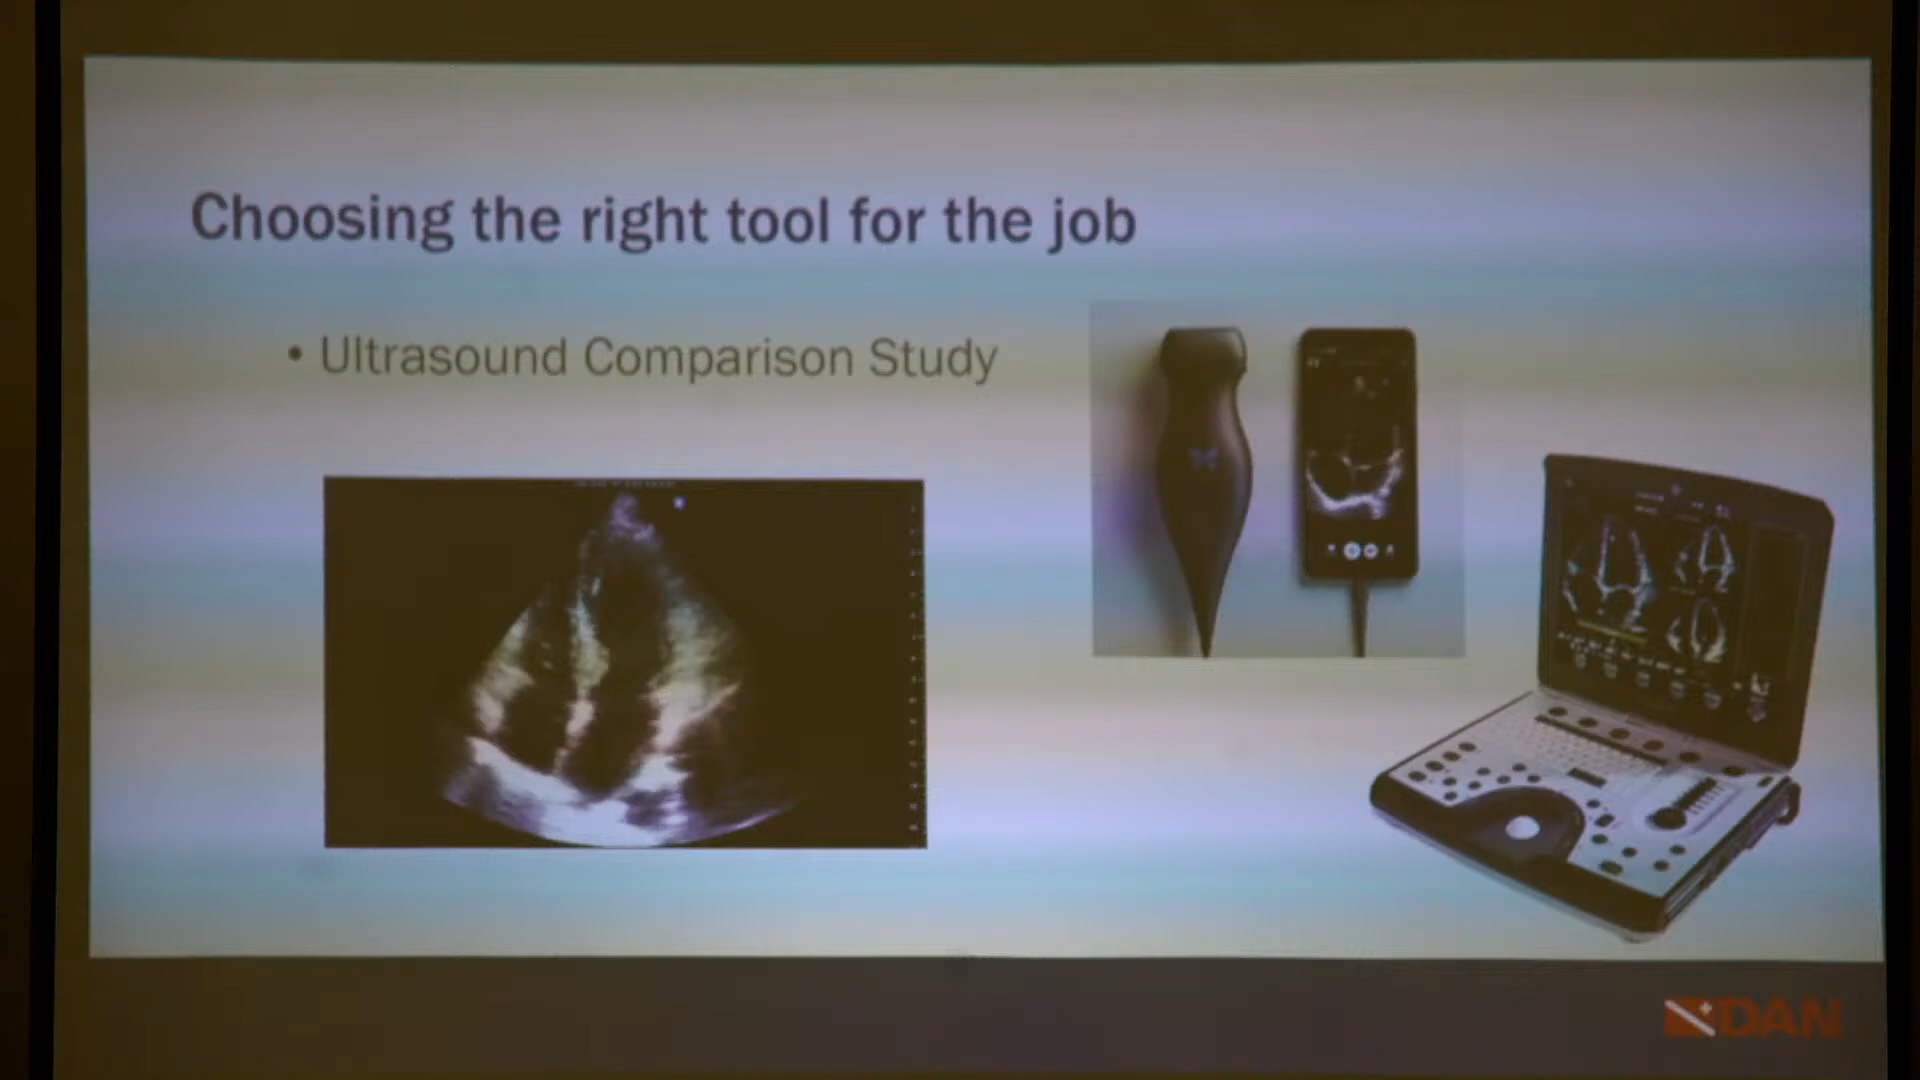 Choosing the right tool for the job
• Ultrasound Comparison Study
DAN